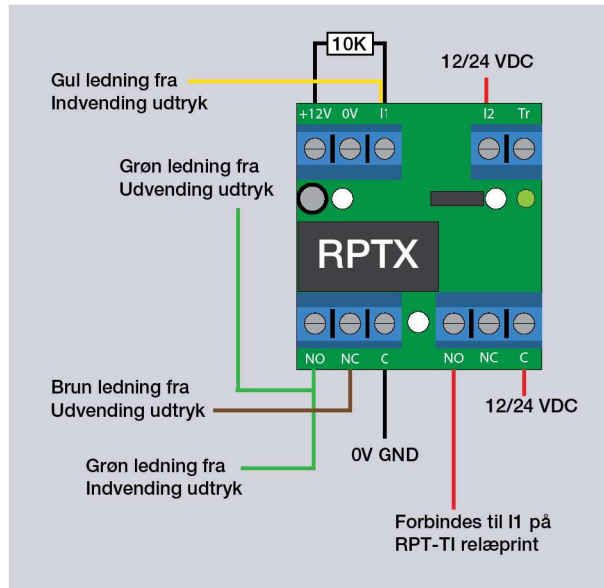 10K
12/24 VDC
Gul ledning fra
Indvending udtryk
+12V 0V I1 I2 Tr
Grøn ledning fra
Udvending udtryk
RPTX
NO NC C NO NC C
Brun ledning fra
Udvending udtryk
12/24 VDC
0V GND
Grøn ledning fra
Indvending udtryk
Forbindes til I1 på
RPT-TI relæprint